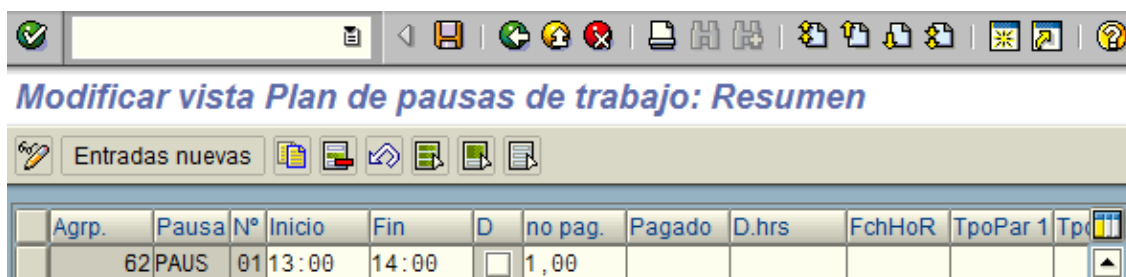 Modificar vista Plan de pausas de trabajo: Resumen
Entradas nuevas
Agrp. Pausa Nº Inicio Fin D no pag. Pagado D.hrs FchHoR TpoPar 1 Tpo
62 PAUS 01 13:00 14:00 1,00